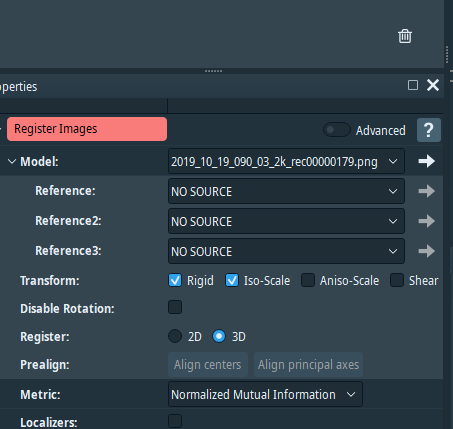 operties
Register Images
Advanced
?
Model:
2019_10_19_090_03_2k_rec00000179.png
Reference:
NO SOURCE
Reference2:
NO SOURCE
Reference3:
NO SOURCE
Transform:
Rigid
Iso-Scale
Aniso-Scale
Shear
Disable Rotation:
Register:
2D
3D
Prealign:
Align centers
Align principal axes
Metric:
Normalized Mutual Information
Localizers: